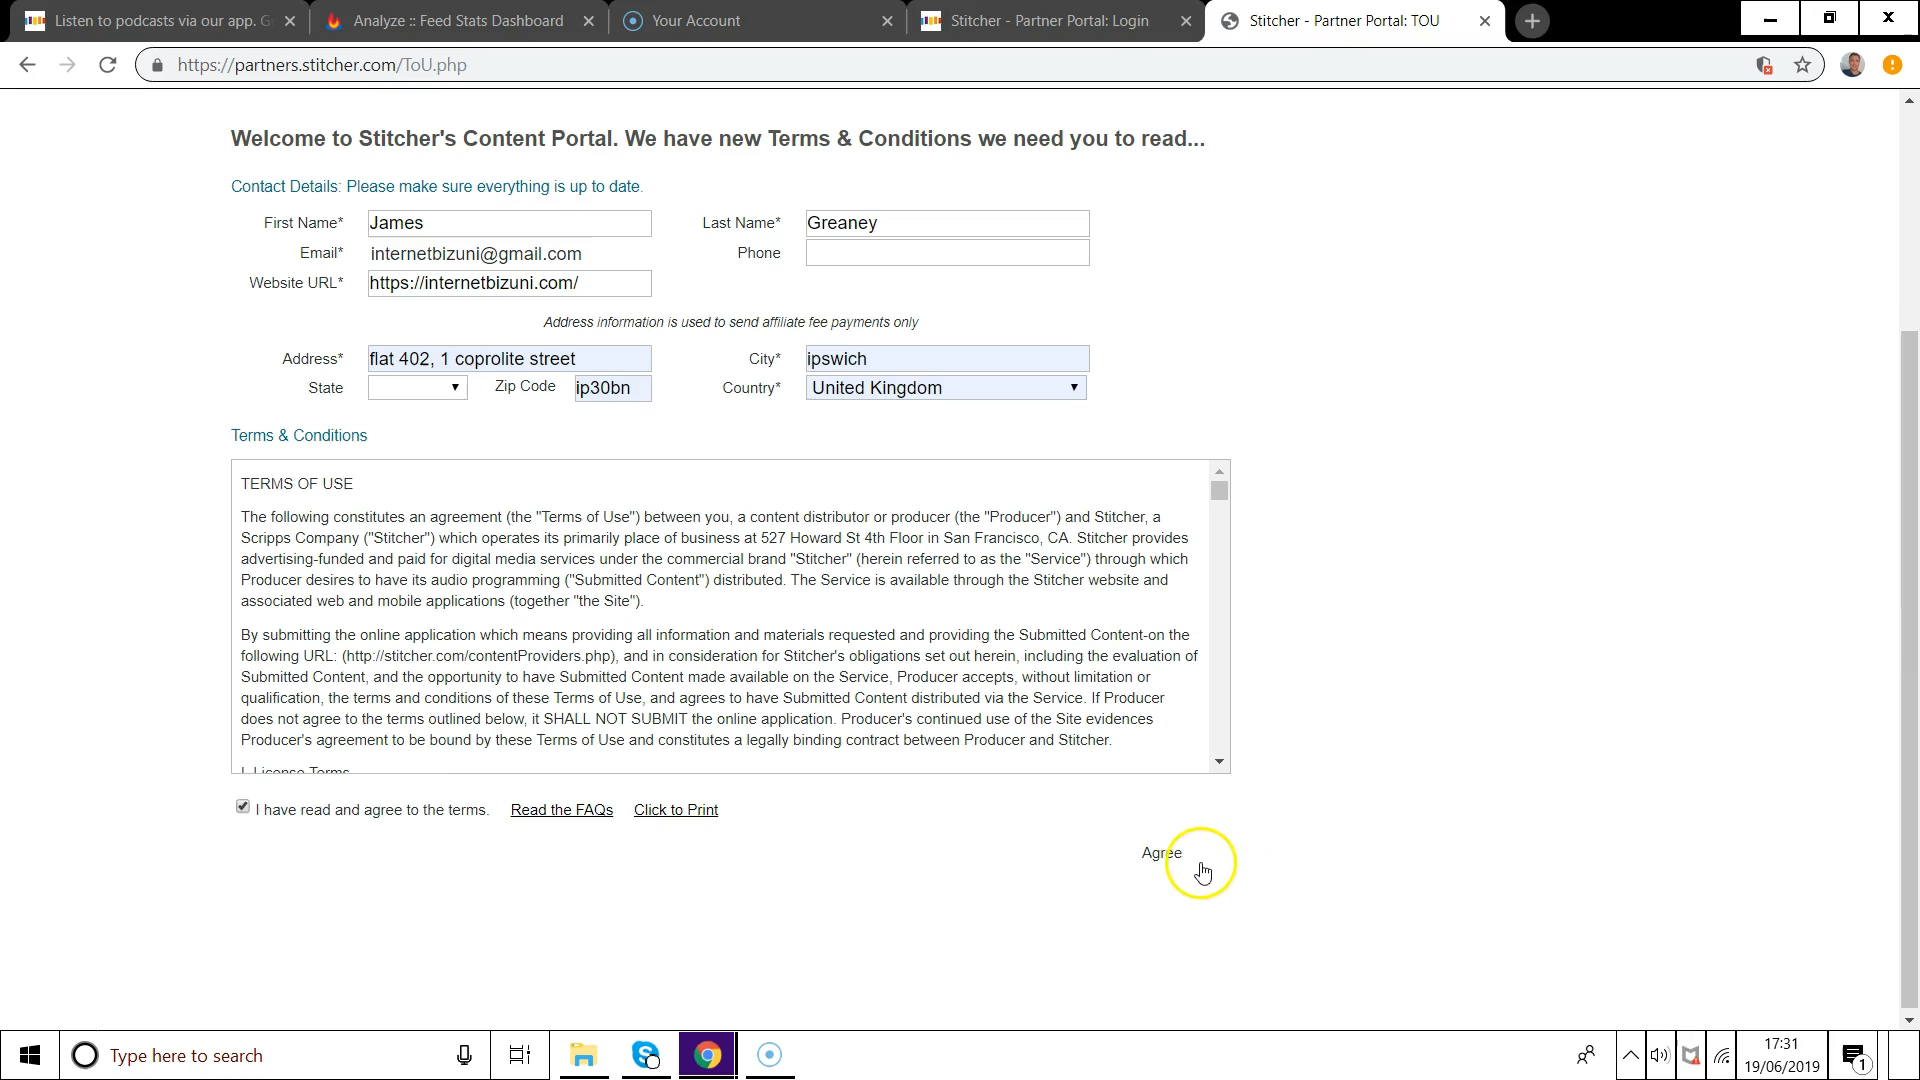 Listen to podcasts via our app. G
Analyze :: Feed Stats Dashboard
Your Account
Stitcher - Partner Portal: Login
Stitcher - Partner Portal: TOU
https://partners.stitcher.com/ToU.php
Welcome to Stitcher's Content Portal. We have new Terms & Conditions we need you to read...
Contact Details: Please make sure everything is up to date.
First Name* James Last Name* Greaney
Email* internetbizuni@gmail.com Phone
Website URL* https://internetbizuni.com/
Address information is used to send affiliate fee payments only
Address* flat 402, 1 coprolite street City* ipswich
State Zip Code ip30bn Country* United Kingdom
Terms & Conditions
TERMS OF USE
The following constitutes an agreement (the "Terms of Use") between you, a content distributor or producer (the "Producer") and Stitcher, a
Scripps Company ("Stitcher") which operates its primarily place of business at 527 Howard St 4th Floor in San Francisco, CA. Stitcher provides
advertising-funded and paid for digital media services under the commercial brand "Stitcher" (herein referred to as the "Service") through which
Producer desires to have its audio programming ("Submitted Content") distributed. The Service is available through the Stitcher website and
associated web and mobile applications (together "the Site").
By submitting the online application which means providing all information and materials requested and providing the Submitted Content-on the
following URL: (http://stitcher.com/contentProviders.php), and in consideration for Stitcher's obligations set out herein, including the evaluation of
Submitted Content, and the opportunity to have Submitted Content made available on the Service, Producer accepts, without limitation or
qualification, the terms and conditions of these Terms of Use, and agrees to have Submitted Content distributed via the Service. If Producer
does not agree to the terms outlined below, it SHALL NOT SUBMIT the online application. Producer's continued use of the Site evidences
Producer's agreement to be bound by these Terms of Use and constitutes a legally binding contract between Producer and Stitcher.
I. License Terms
I have read and agree to the terms. Read the FAQs Click to Print
Agree
Type here to search
17:31
19/06/2019
1